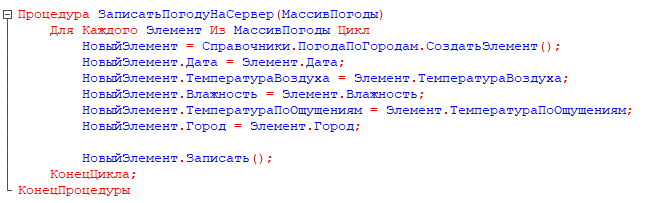 Процедура ЗаписатьПогодуНаСервер(МассивПогоды)
Для Каждого Элемент Из МассивПогоды Цикл
НовыйЭлемент = Справочники.ПогодаПоГородам.СоздатьЭлемент();
НовыйЭлемент.Дата = Элемент.Дата;
НовыйЭлемент.ТемператураВоздуха = Элемент.ТемператураВоздуха;
НовыйЭлемент.Влажность = Элемент.Влажность;
НовыйЭлемент.ТемператураПоОщущениям = Элемент.ТемператураПоОщущениям;
НовыйЭлемент.Город = Элемент.Город;
НовыйЭлемент.Записать();
КонецЦикла;
КонецПроцедуры